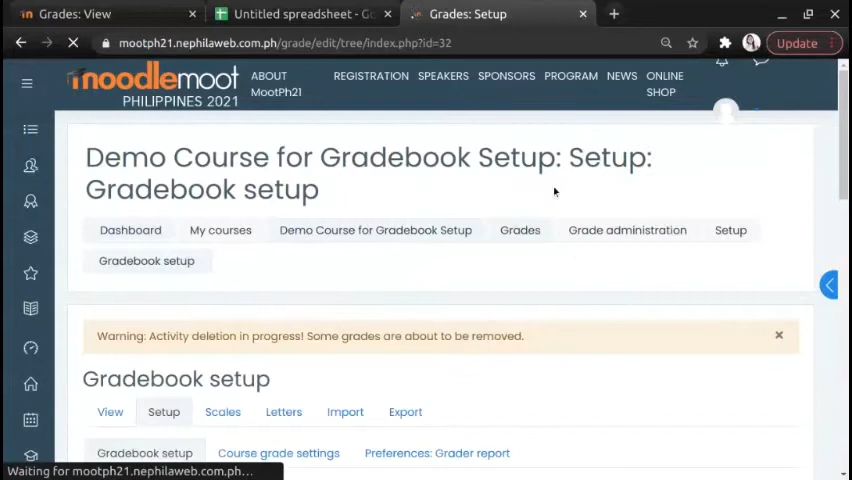 Grades: View
Untitled spreadsheet - Go
Grades: Setup
mootph21.nephilaweb.com.ph/grade/edit/tree/index.php?id=32
Update
moodlemoot
PHILIPPINES 2021
ABOUT
MootPh21
REGISTRATION
SPEAKERS
SPONSORS
PROGRAM
NEWS
ONLINE
SHOP
Demo Course for Gradebook Setup: Setup:
Gradebook setup
Dashboard
My courses
Demo Course for Gradebook Setup
Grades
Grade administration
Setup
Gradebook setup
Warning: Activity deletion in progress! Some grades are about to be removed.
Gradebook setup
View
Setup
Scales
Letters
Import
Export
Gradebook setup
Course grade settings
Preferences: Grader report
Waiting for mootph21.nephilaweb.com.ph...